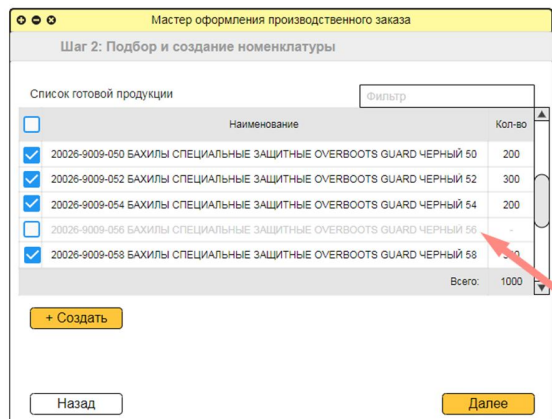 Мастер оформления производственного заказа
Шаг 2: Подбор и создание номенклатуры
Список готовой продукции Фильтр
Наименование Кол-во
20026-9009-050 БАХИЛЫ СПЕЦИАЛЬНЫЕ ЗАЩИТНЫЕ OVERBOOTS GUARD ЧЕРНЫЙ 50 200
20026-9009-052 БАХИЛЫ СПЕЦИАЛЬНЫЕ ЗАЩИТНЫЕ OVERBOOTS GUARD ЧЕРНЫЙ 52 300
20026-9009-054 БАХИЛЫ СПЕЦИАЛЬНЫЕ ЗАЩИТНЫЕ OVERBOOTS GUARD ЧЕРНЫЙ 54 200
20026-9009-056 БАХИЛЫ СПЕЦИАЛЬНЫЕ ЗАЩИТНЫЕ OVERBOOTS GUARD ЧЕРНЫЙ 56 -
20026-9009-058 БАХИЛЫ СПЕЦИАЛЬНЫЕ ЗАЩИТНЫЕ OVERBOOTS GUARD ЧЕРНЫЙ 58
Всего: 1000
+ Создать
Назад Далее